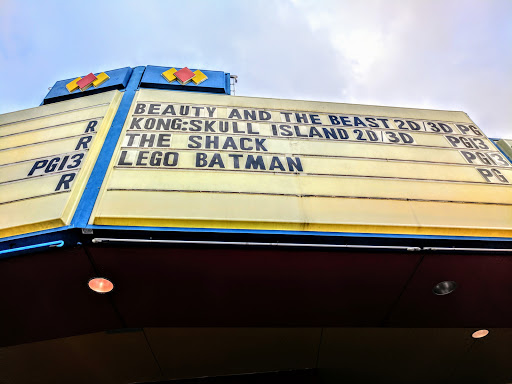 R
R
PG13
R
BEAUTY AND THE BEAST 2D/3D PG
KONG:SKULL ISLAND 2D/3D PG13
THE SHACK PG13
LEGO BATMAN PG